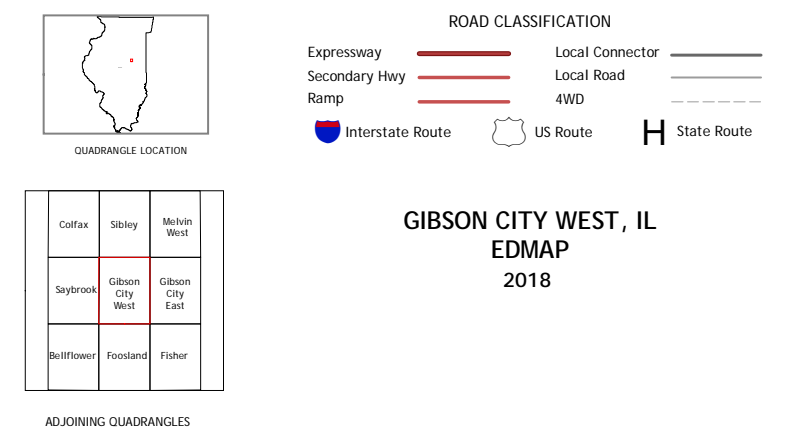 ROAD CLASSIFICATION
Expressway
Local Connector
Secondary Hwy
Local Road
Ramp
4WD
Interstate Route
US Route
H State Route
QUADRANGLE LOCATION
Colfax
Sibley
Melvin
West
Saybrook
Gibson
City
West
Gibson
City
East
Bellflower
Foosland
Fisher
ADJOINING QUADRANGLES
GIBSON CITY WEST, IL
EDMAP
2018